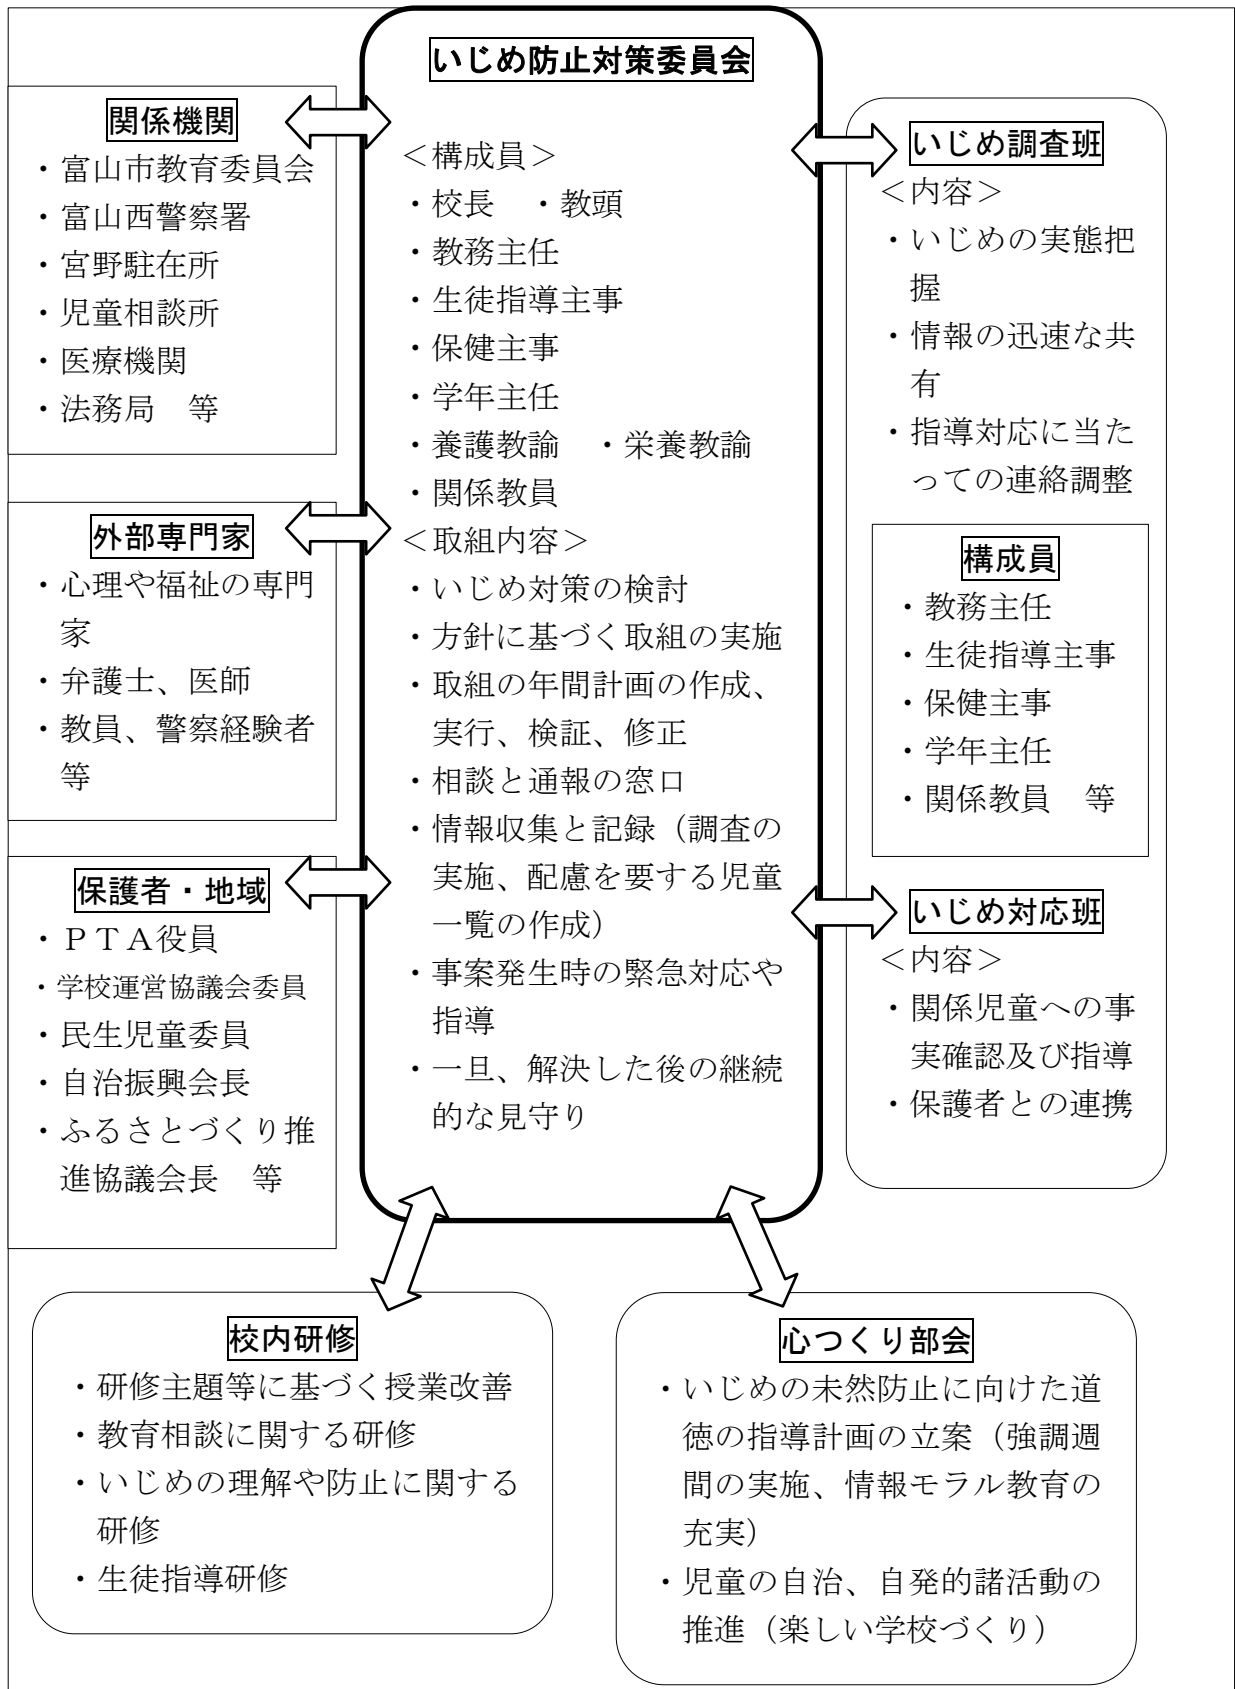 いじめ防止対策委員会
＜構成員＞
・校長　・教頭
・教務主任
・生徒指導主事
・保健主事
・学年主任
・養護教諭　・栄養教諭
・関係教員
＜取組内容＞
・いじめ対策の検討
・方針に基づく取組の実施
・取組の年間計画の作成、
実行、検証、修正
・相談と通報の窓口
・情報収集と記録（調査の
実施、配慮を要する児童
一覧の作成）
・事案発生時の緊急対応や
指導
・一旦、解決した後の継続
的な見守り
関係機関
・富山市教育委員会
・富山西警察署
・宮野駐在所
・児童相談所
・医療機関
・法務局　等
外部専門家
・心理や福祉の専門
家
・弁護士、医師
・教員、警察経験者
等
保護者・地域
・ＰＴＡ役員
・学校運営協議会委員
・民生児童委員
・自治振興会長
・ふるさとづくり推
進協議会長　等
いじめ調査班
＜内容＞
・いじめの実態把
握
・情報の迅速な共
有
・指導対応に当た
っての連絡調整
構成員
・教務主任
・生徒指導主事
・保健主事
・学年主任
・関係教員　等
いじめ対応班
＜内容＞
・関係児童への事
実確認及び指導
・保護者との連携
校内研修
・研修主題等に基づく授業改善
・教育相談に関する研修
・いじめの理解や防止に関する
研修
・生徒指導研修
心つくり部会
・いじめの未然防止に向けた道
徳の指導計画の立案（強調週
間の実施、情報モラル教育の
充実）
・児童の自治、自発的諸活動の
推進（楽しい学校づくり）